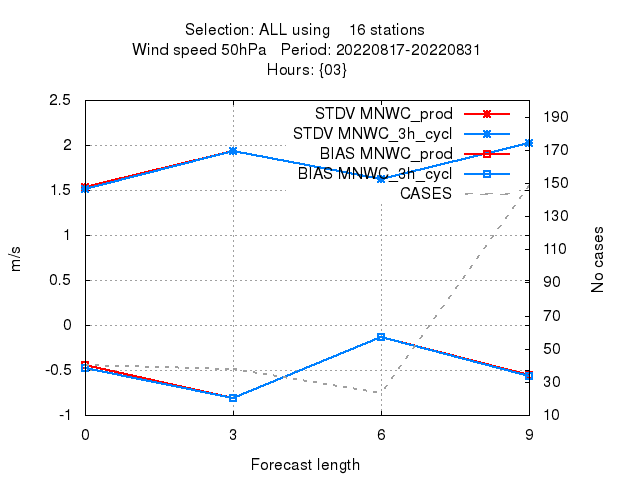 Selection: ALL using 16 stations
Wind speed 50hPa Period: 20220817-20220831
Hours: {03}
STDV MNWC_prod
STDV MNWC_3h_cycl
BIAS MNWC_prod
BIAS MNWC_3h_cycl
CASES
2.5
2
1.5
1
0.5
0
-0.5
-1
m/s
190
170
150
130
110
90
70
50
30
10
No cases
0 3 6 9
Forecast length